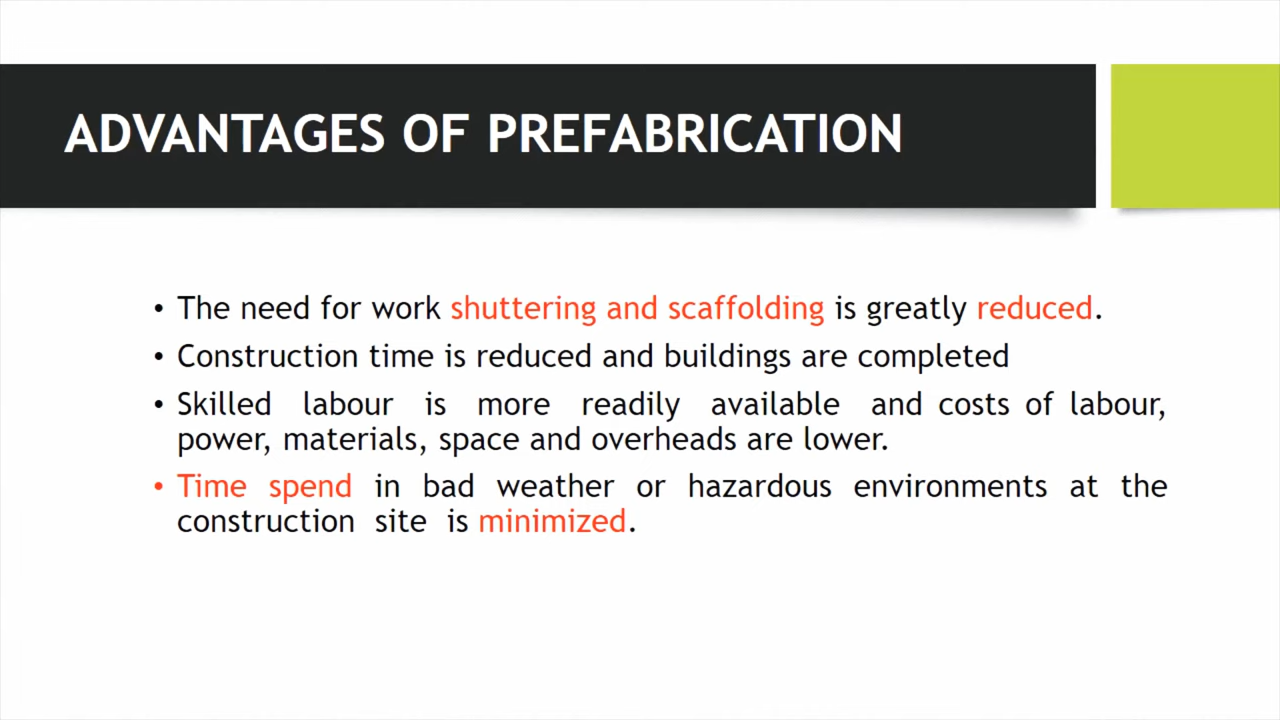 ADVANTAGES OF PREFABRICATION
• The need for work shuttering and scaffolding is greatly reduced.
• Construction time is reduced and buildings are completed
• Skilled labour is more readily available and costs of labour,
power, materials, space and overheads are lower.
• Time spend in bad weather or hazardous environments at the
construction site is minimized.